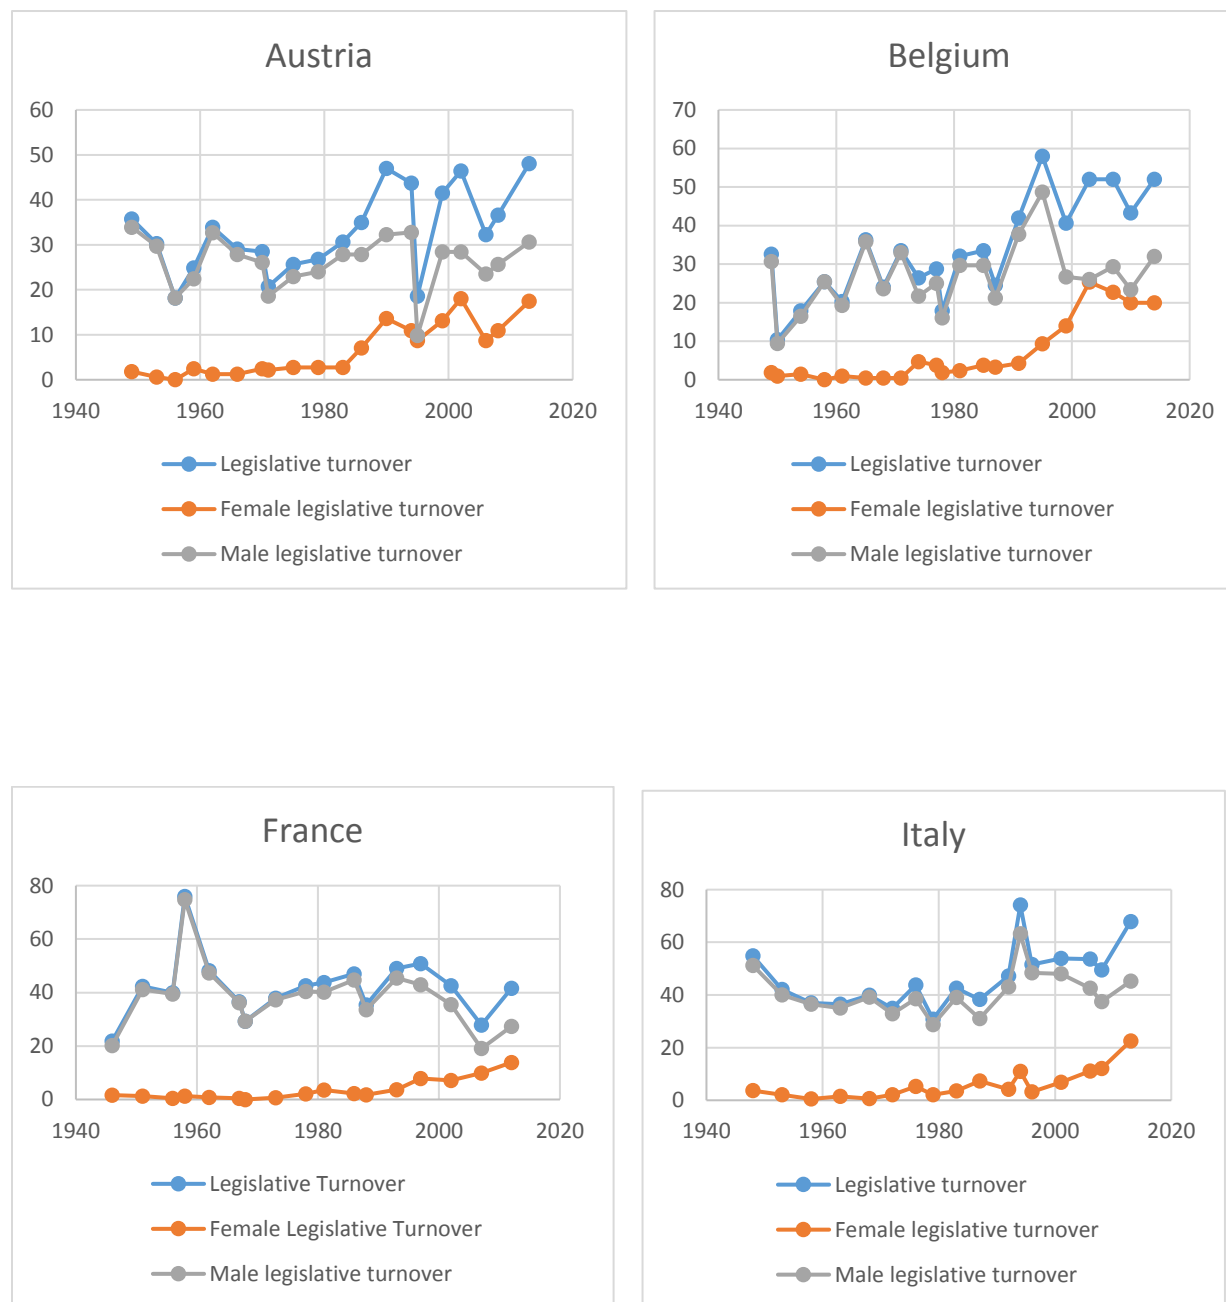 Austria
60
50
40
30
20
10
0
1940 1960 1980 2000 2020
Legislative turnover
Female legislative turnover
Male legislative turnover
Belgium
70
60
50
40
30
20
10
0
1940 1960 1980 2000 2020
Legislative turnover
Female legislative turnover
Male legislative turnover
France
80
60
40
20
0
1940 1960 1980 2000 2020
Legislative Turnover
Female Legislative Turnover
Male legislative turnover
Italy
80
60
40
20
0
1940 1960 1980 2000 2020
Legislative turnover
Female legislative turnover
Male legislative turnover